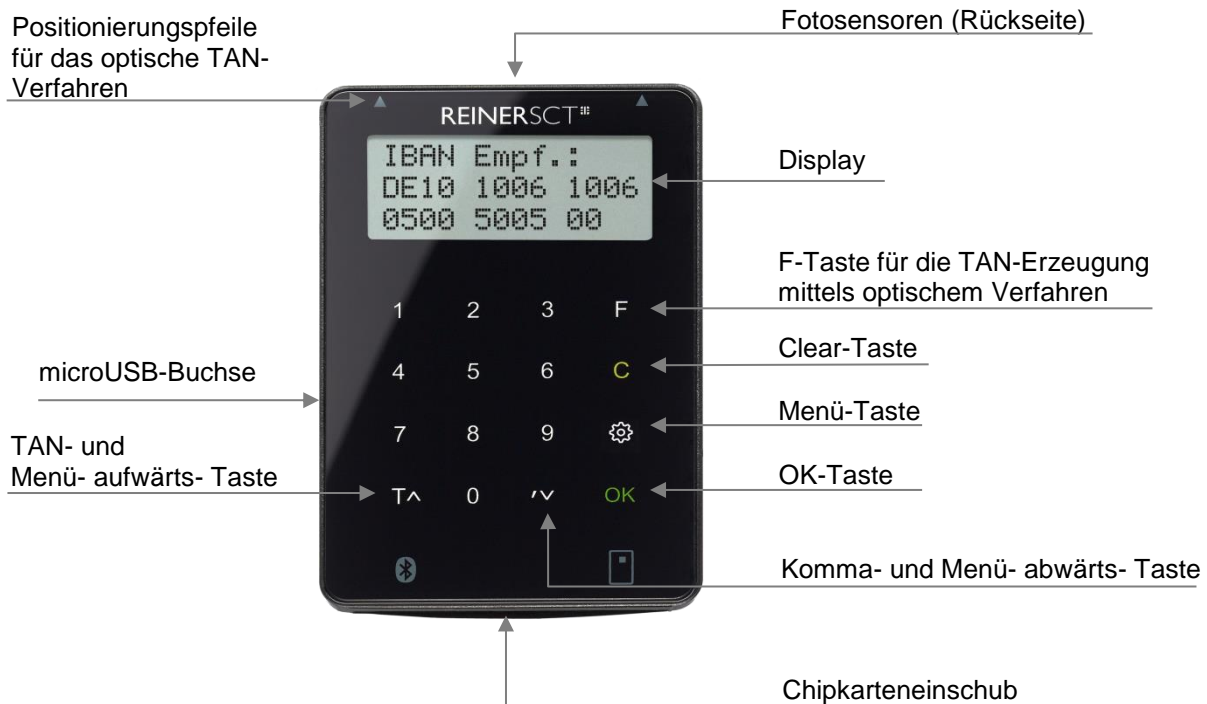 Positionierungspfeile
für das optische TAN-
Verfahren
Fotosensoren (Rückseite)
REINERSCT
IBAN Empf.:
DE10 1006 1006
0500 5005 00
Display
F-Taste für die TAN-Erzeugung
mittels optischem Verfahren
1 2 3 F
Clear-Taste
microUSB-Buchse
4 5 6 C
Menü-Taste
7 8 9
TAN- und
Menü- aufwärts- Taste
OK-Taste
T^ 0 ' OK
Komma- und Menü- abwärts- Taste
Chipkarteneinschub